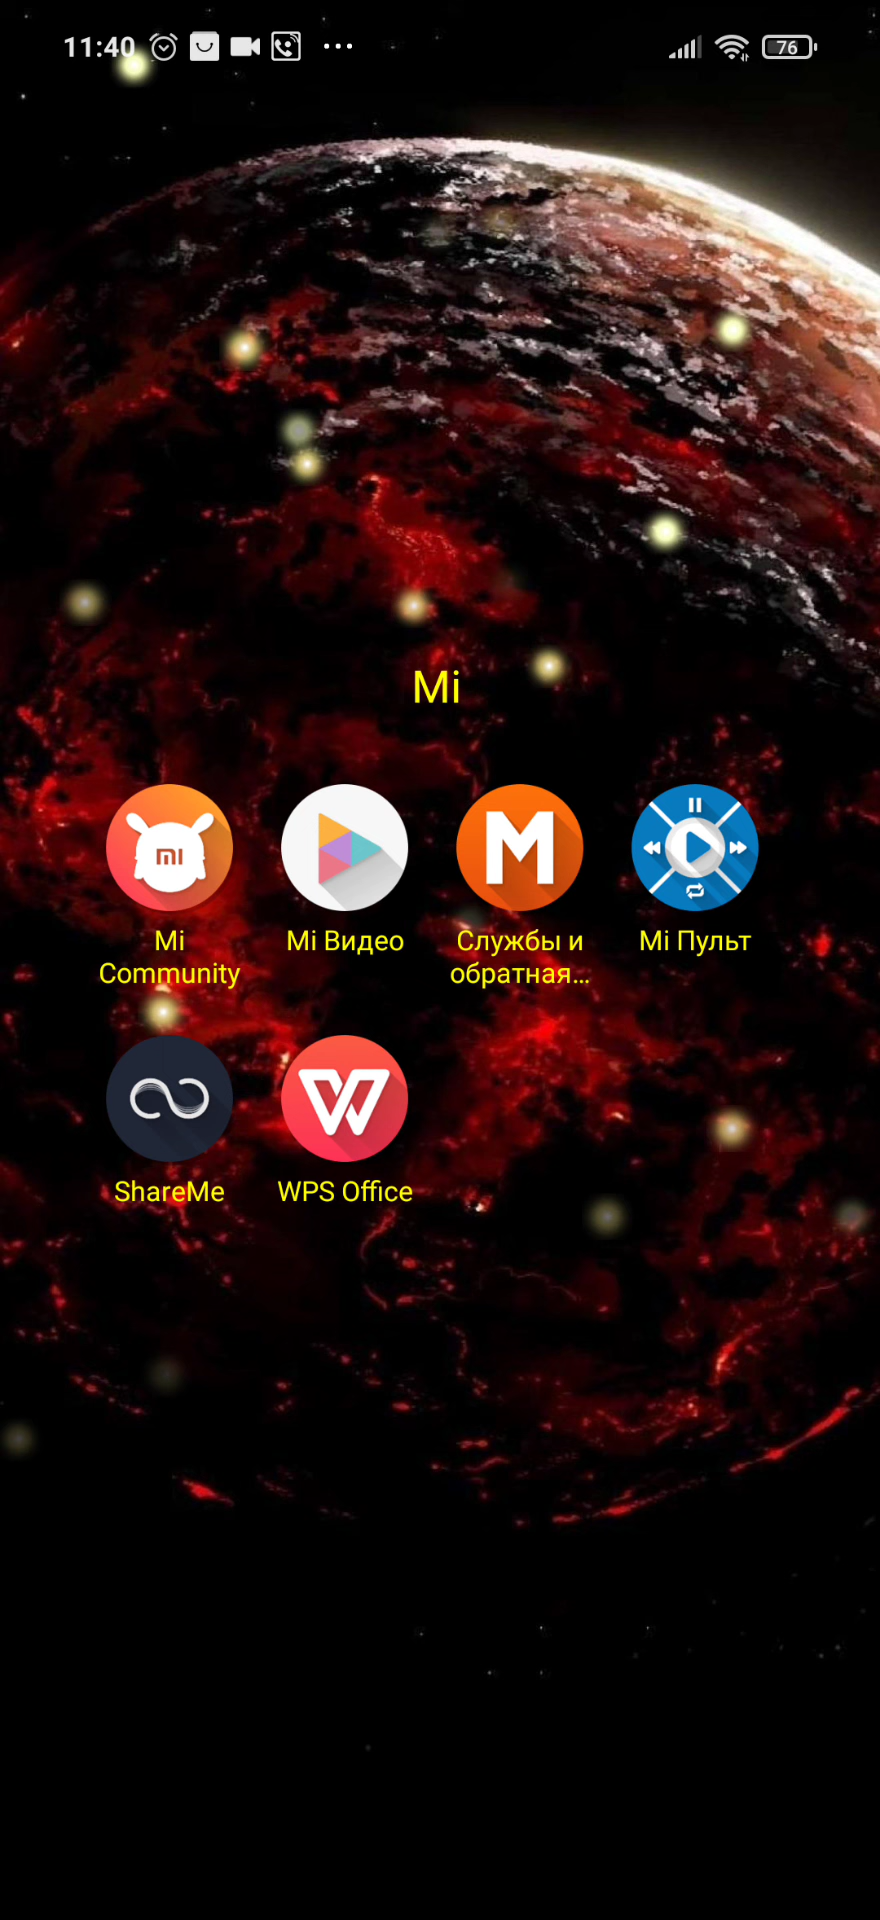 11:40
76
Mi
Mi
Community
Mi Видео
Службы и
обратная...
Mi Пульт
ShareMe
WPS Office